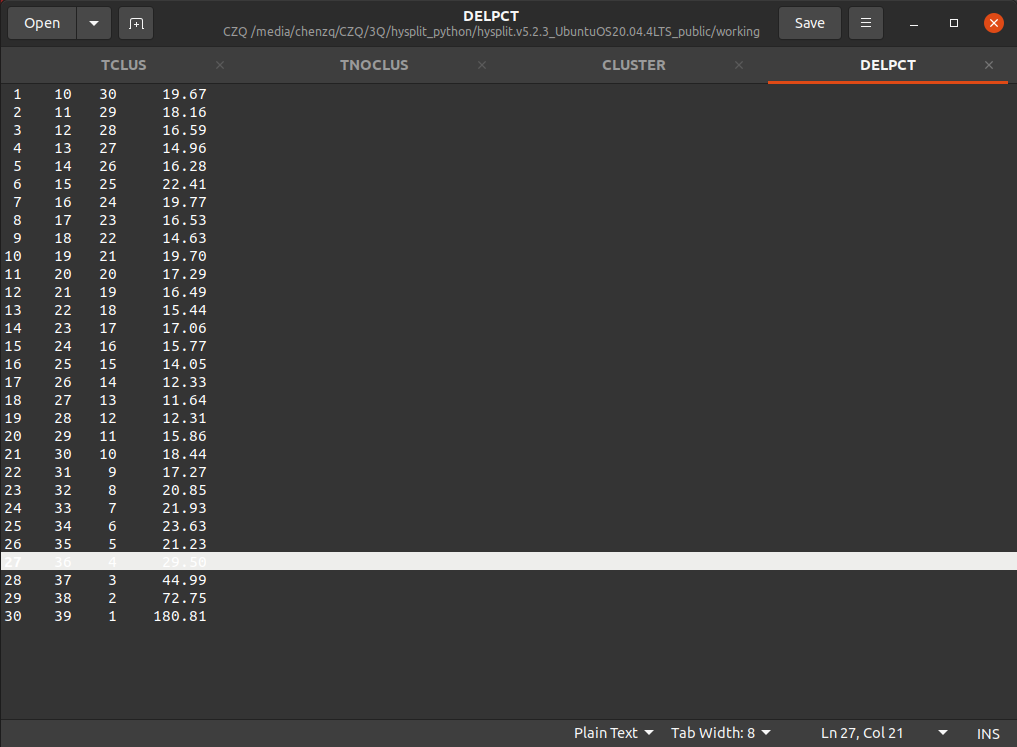 Open
DELPCT
CZQ /media/chenzq/CZQ/3Q/hysplit_python/hysplit.v5.2.3_UbuntuOS20.04.4LTS_public/working
Save
TCLUS × TNOCLUS × CLUSTER × DELPCT ×
1 10 30 19.67
2 11 29 18.16
3 12 28 16.59
4 13 27 14.96
5 14 26 16.28
6 15 25 22.41
7 16 24 19.77
8 17 23 16.53
9 18 22 14.63
10 19 21 19.70
11 20 20 17.29
12 21 19 16.49
13 22 18 15.44
14 23 17 17.06
15 24 16 15.77
16 25 15 14.05
17 26 14 12.33
18 27 13 11.64
19 28 12 12.31
20 29 11 15.86
21 30 10 18.44
22 31 9 17.27
23 32 8 20.85
24 33 7 21.93
25 34 6 23.63
26 35 5 21.23
27 36 4 29.50
28 37 3 44.99
29 38 2 72.75
30 39 1 180.81
Plain Text Tab Width: 8 Ln 27, Col 21 INS